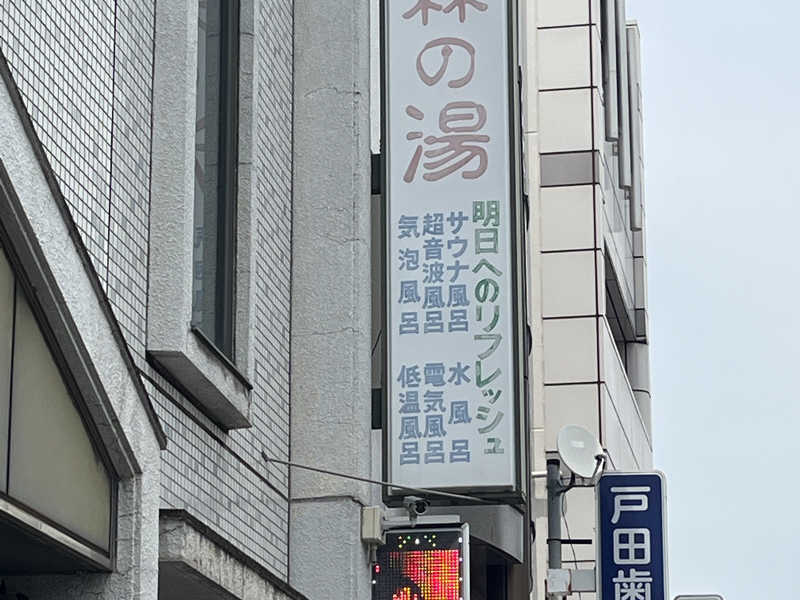 森の湯
明日へのリフレッシュ
サウナ風呂 水風呂
超音波風呂 電気風呂
気泡風呂 低温風呂
戸田歯